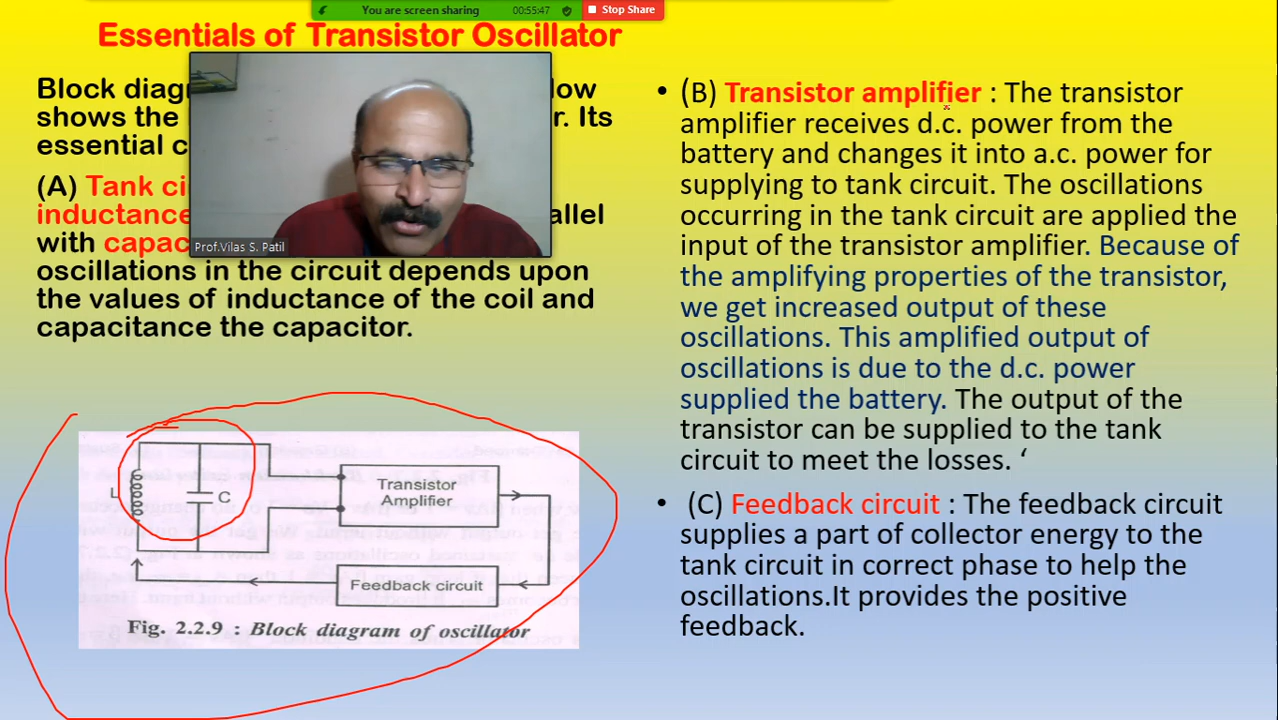 You are screen sharing 00:55:47 Stop Share
Essentials of Transistor Oscillator
Block low
shows the r. Its
essential c
(A) Tank ci
inductance allel
with capac
oscillations in the circuit depends upon
the values of inductance of the coil and
capacitance the capacitor.
Prof.Vilas S. Patil
L
C
Transistor
Amplifier
Feedback circuit
Fig. 2.2.9 : Block diagram of oscillator
• (B) Transistor amplifier : The transistor
amplifier receives d.c. power from the
battery and changes it into a.c. power for
supplying to tank circuit. The oscillations
occurring in the tank circuit are applied the
input of the transistor amplifier. Because of
the amplifying properties of the transistor,
we get increased output of these
oscillations. This amplified output of
oscillations is due to the d.c. power
supplied the battery. The output of the
transistor can be supplied to the tank
circuit to meet the losses. ‘
• (C) Feedback circuit : The feedback circuit
supplies a part of collector energy to the
tank circuit in correct phase to help the
oscillations.It provides the positive
feedback.